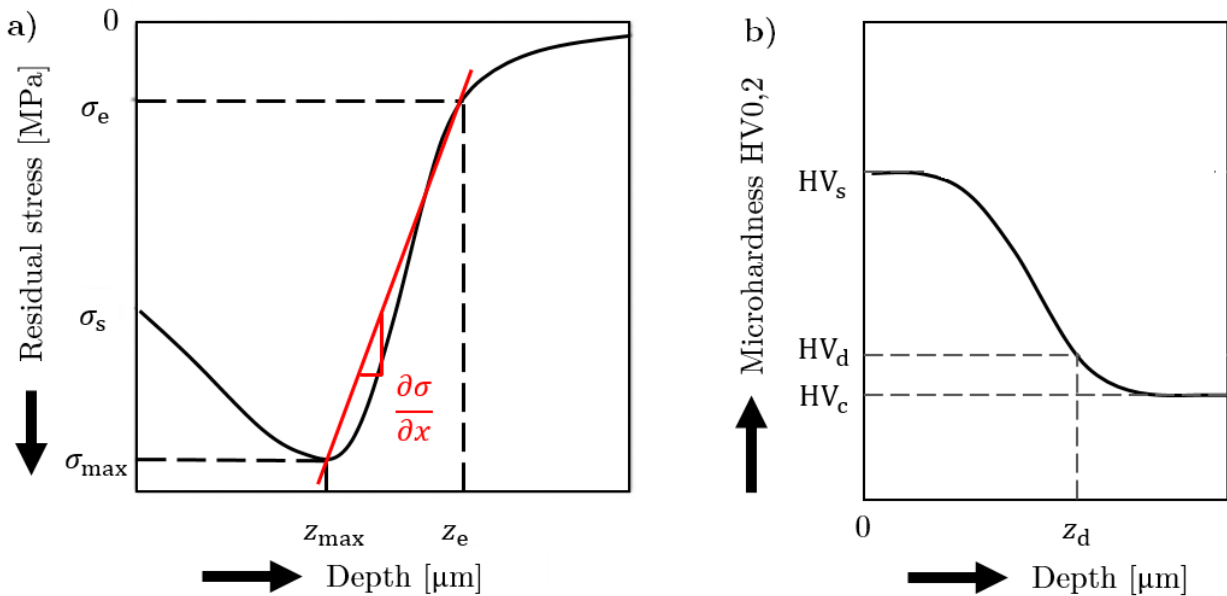 a)
0
σe
σs
σmax
Residual stress [MPa]
∂σ
∂x
zmax
ze
Depth [μm]
b)
Microhardness HV0,2
HVs
HVd
HVc
0
zd
Depth [μm]